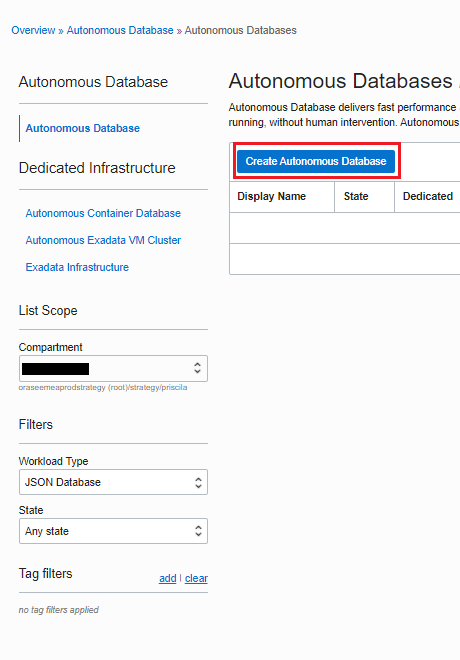 Overview » Autonomous Database » Autonomous Databases
Autonomous Database
Autonomous Database
Dedicated Infrastructure
Autonomous Container Database
Autonomous Exadata VM Cluster
Exadata Infrastructure
List Scope
Compartment
oraseemeaprodstrategy (root)/strategy/priscila
Filters
Workload Type
JSON Database
State
Any state
Tag filters add | clear
no tag filters applied
Autonomous Databases
Autonomous Database delivers fast performance
running, without human intervention. Autonomous
Create Autonomous Database
Display Name State Dedicated